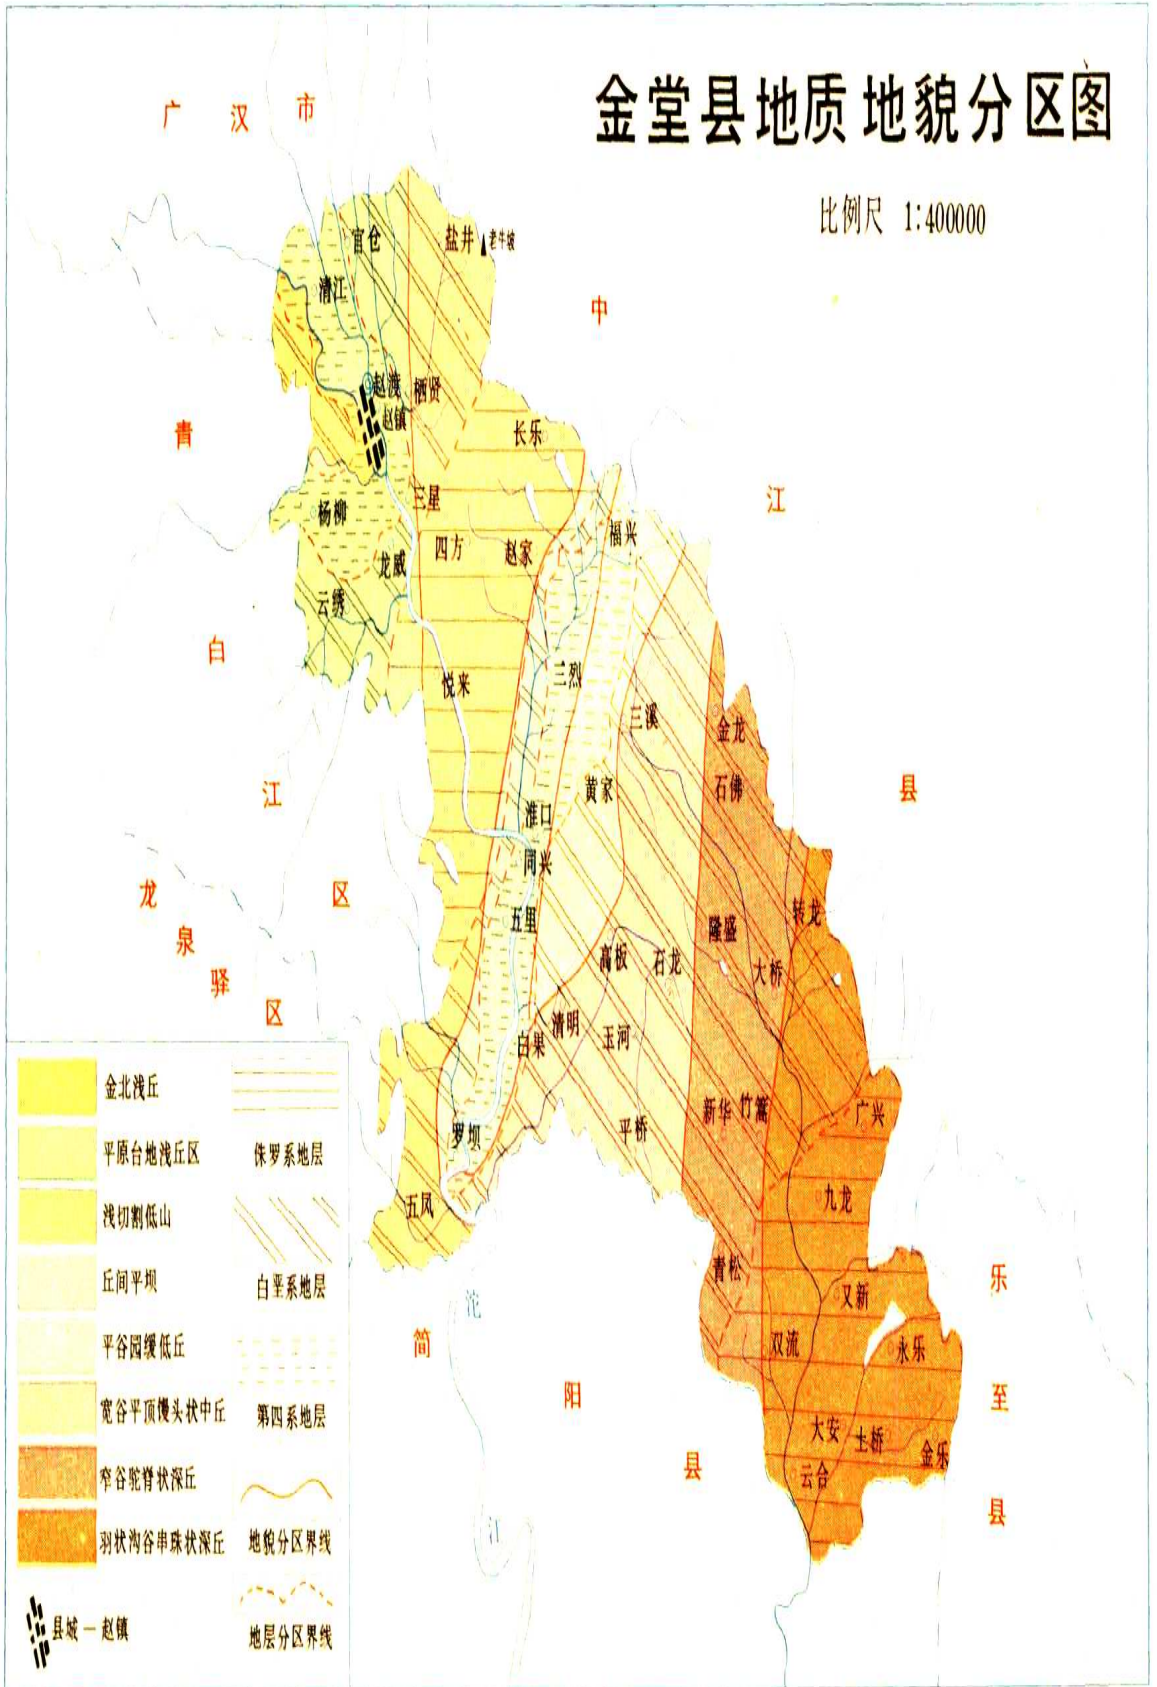 金堂县地质地貌分区图
比例尺 1:400000
广汉市
官仓
盐井
老牛坡
清江
中
赵渡
栖贤
赵镇
青
长乐
三星
江
杨柳
福兴
四方
赵家
龙威
云绣
白
三烈
悦来
三溪
金龙
石佛
黄家
县
江
淮口
同兴
龙
区
五里
转龙
泉
隆盛
高板
石龙
大桥
驿
区
清明
玉河
白果
新华
竹篙
广兴
平桥
罗坝
九龙
五凤
青松
乐
又新
沱
简
双流
永乐
阳
至
大安
土桥
金乐
县
云合
县
江
金北浅丘
平原台地浅丘区
侏罗系地层
浅切割低山
丘间平坝
白垩系地层
平谷园缓低丘
宽谷平顶馒头状中丘
第四系地层
窄谷驼脊状深丘
羽状沟谷串珠状深丘
地貌分区界线
县城—赵镇
地层分区界线